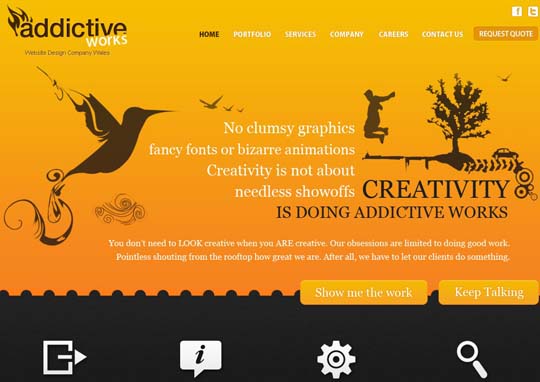 addictive
works
Website Design Company Wales
HOME PORTFOLIO SERVICES COMPANY CAREERS CONTACT US REQUEST QUOTE
f t
No clumsy graphics
fancy fonts or bizarre animations
Creativity is not about
needless showoffs
CREATIVITY
IS DOING ADDICTIVE WORKS
You don't need to LOOK creative when you ARE creative. Our obsessions are limited to doing good work.
Pointless shouting from the rooftop how great we are. After all, we have to let our clients do something.
Show me the work Keep Talking
i